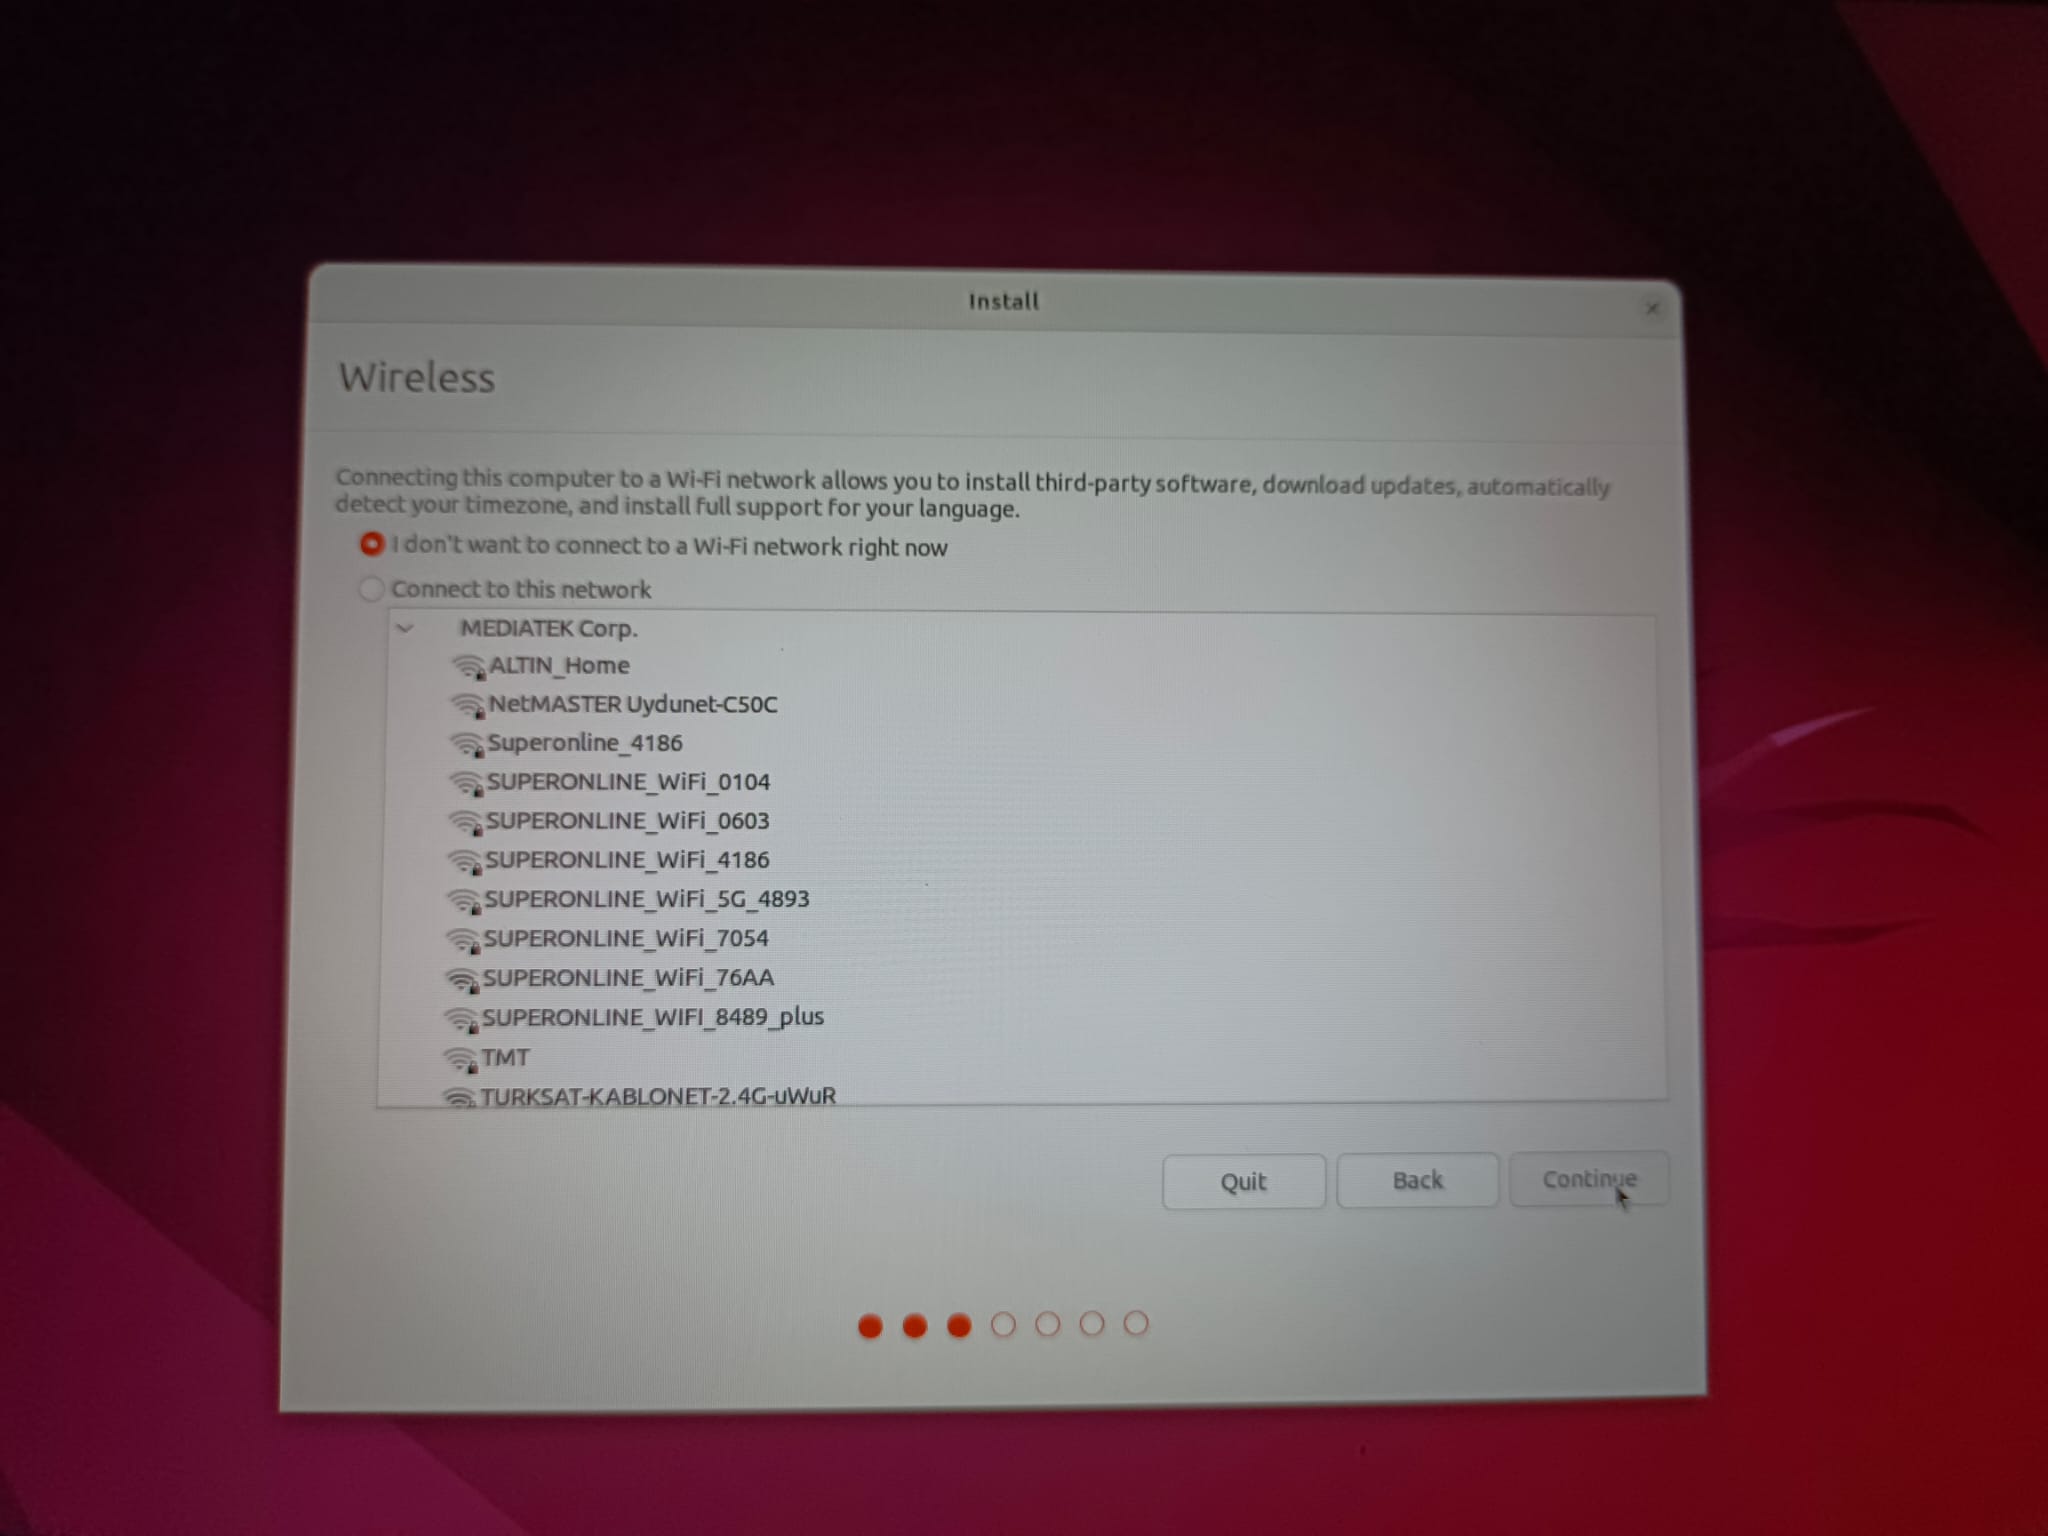 Install
Wireless
Connecting this computer to a Wi-Fi network allows you to install third-party software, download updates, automatically
detect your timezone, and install full support for your language.
I don't want to connect to a Wi-Fi network right now
Connect to this network
MEDIATEK Corp.
ALTIN_Home
NetMASTER Uydunet-C50C
Superonline_4186
SUPERONLINE_WiFi_0104
SUPERONLINE_WiFi_0603
SUPERONLINE_WiFi_4186
SUPERONLINE_WiFi_5G_4893
SUPERONLINE_WiFi_7054
SUPERONLINE_WiFi_76AA
SUPERONLINE_WIFI_8489_plus
TMT
TURKSAT-KABLONET-2.4G-uWuR
Quit
Back
Continue